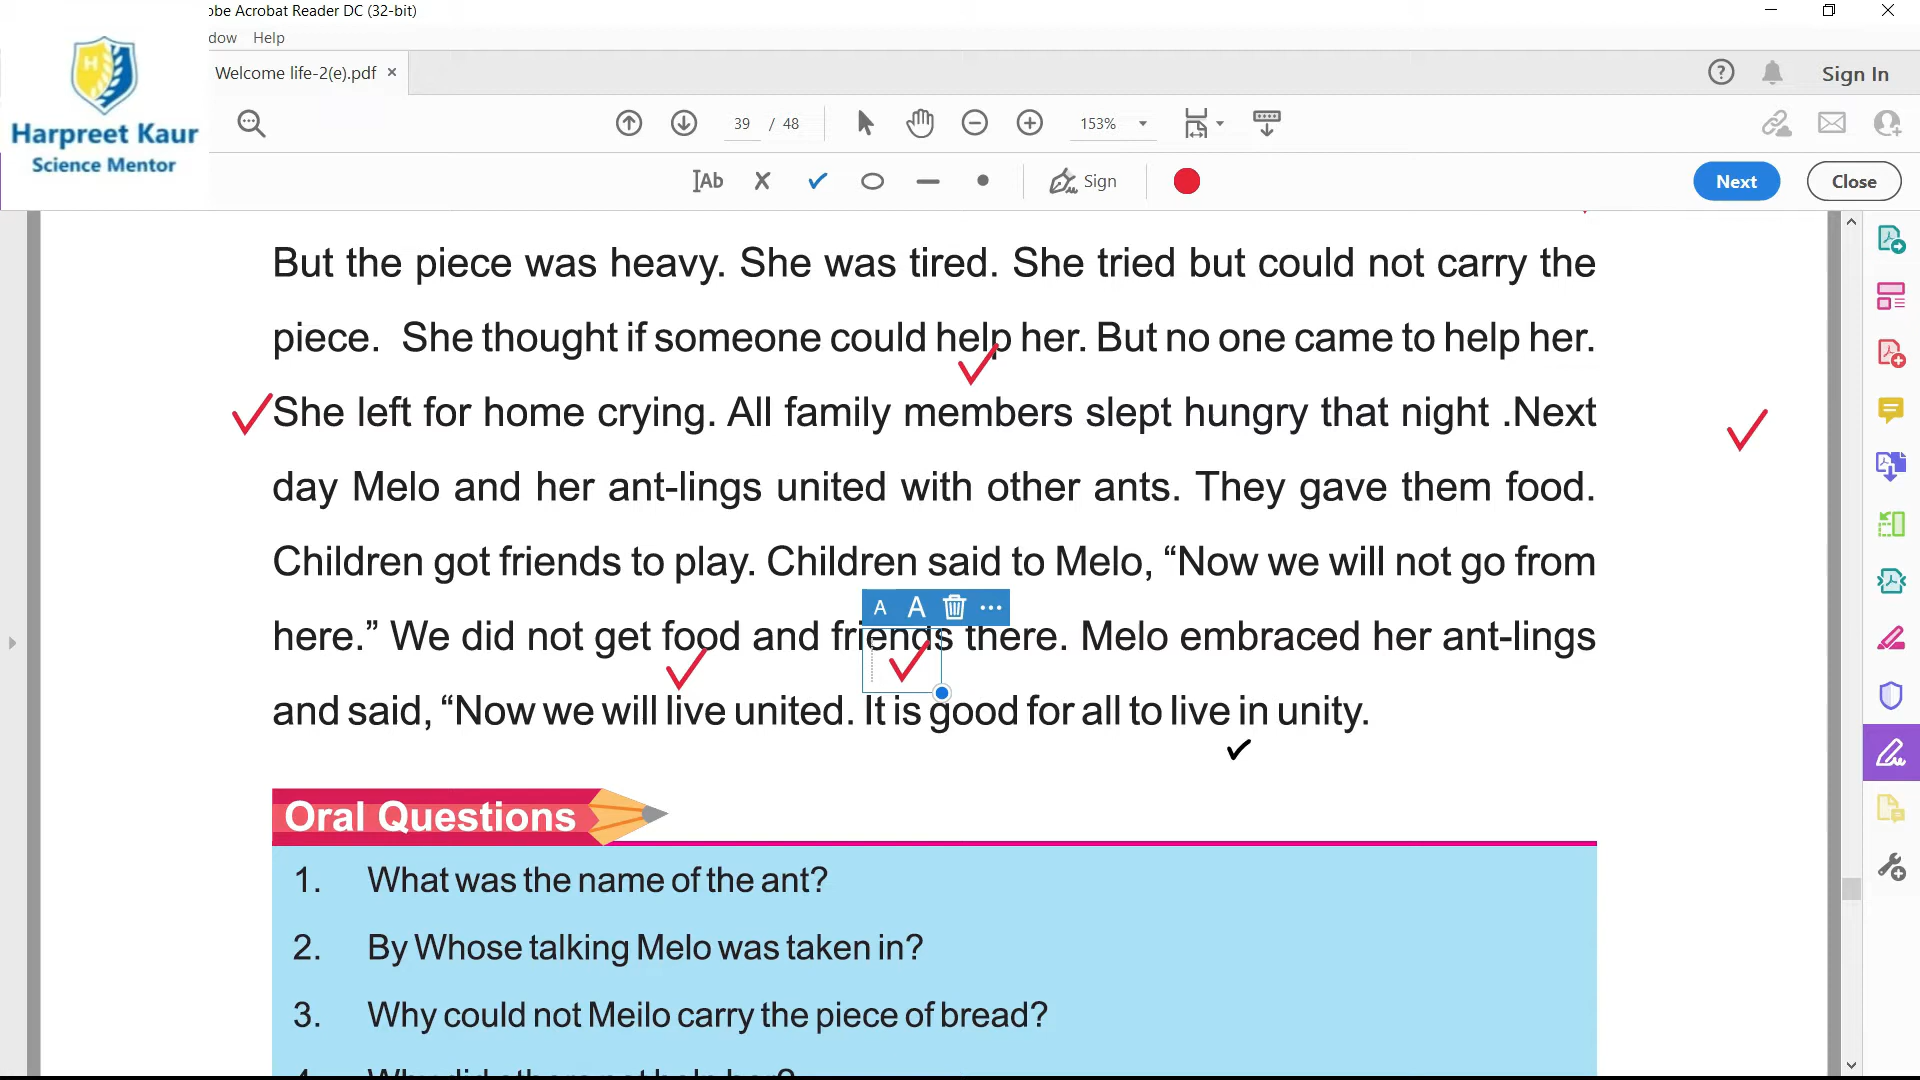 obe Acrobat Reader DC (32-bit)
dow Help
Welcome life-2(e).pdf ×
Sign In
H
Harpreet Kaur
Science Mentor
39 / 48
153%
Ab
Sign
Next
Close
But the piece was heavy. She was tired. She tried but could not carry the
piece. She thought if someone could help her. But no one came to help her.
She left for home crying. All family members slept hungry that night .Next
day Melo and her ant-lings united with other ants. They gave them food.
Children got friends to play. Children said to Melo, “Now we will not go from
A A
here.” We did not get food and friends there. Melo embraced her ant-lings
and said, “Now we will live united. It is good for all to live in unity.
Oral Questions
1. What was the name of the ant?
2. By Whose talking Melo was taken in?
3. Why could not Meilo carry the piece of bread?
4. Why did others not help her?